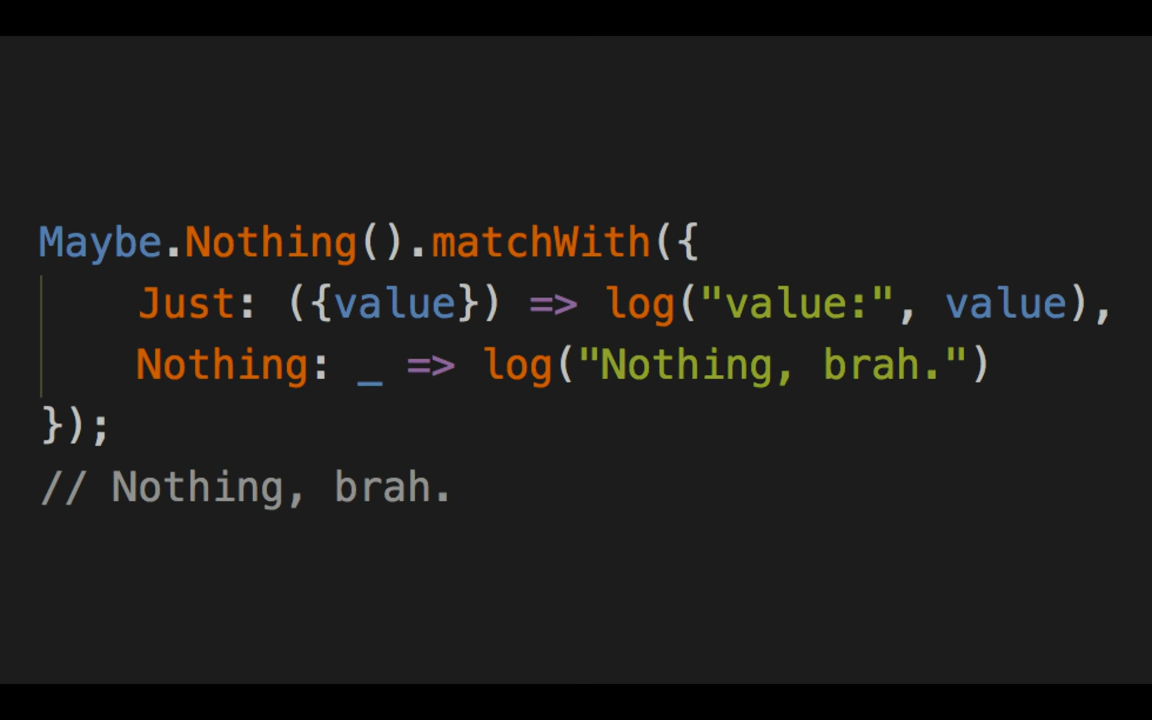 Maybe.Nothing().matchWith({
    Just: ({value}) => log("value:", value),
    Nothing: _ => log("Nothing, brah.")
});
// Nothing, brah.